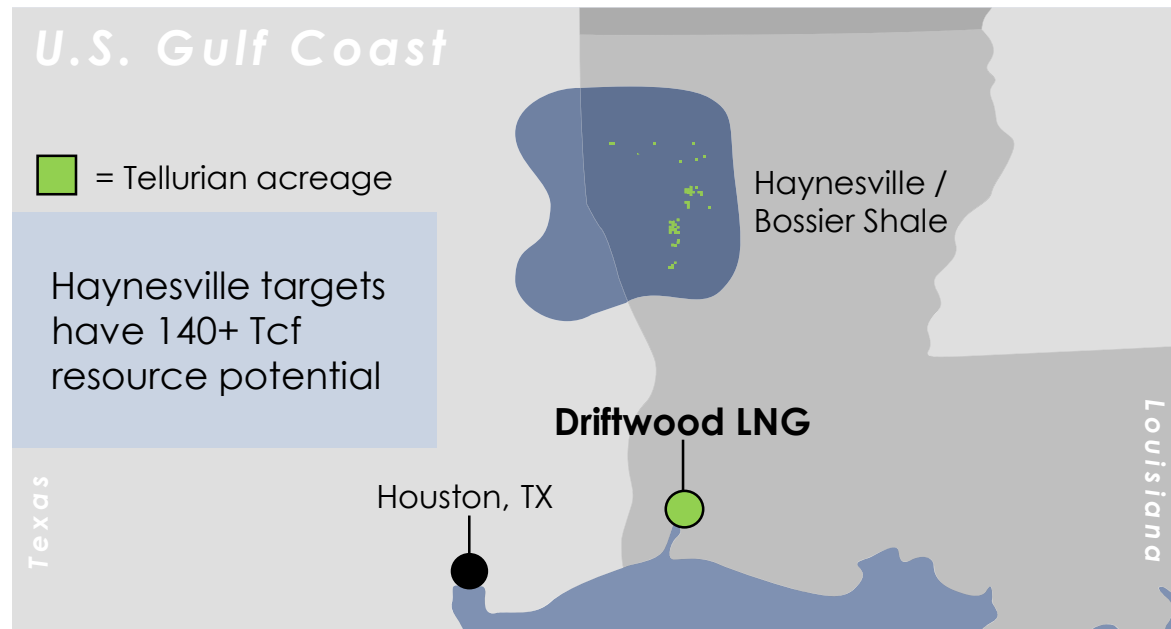 U.S. Gulf Coast
= Tellurian acreage
Haynesville /
Bossier Shale
Haynesville targets
have 140+ Tcf
resource potential
Driftwood LNG
Houston, TX
Texas
Louisiana